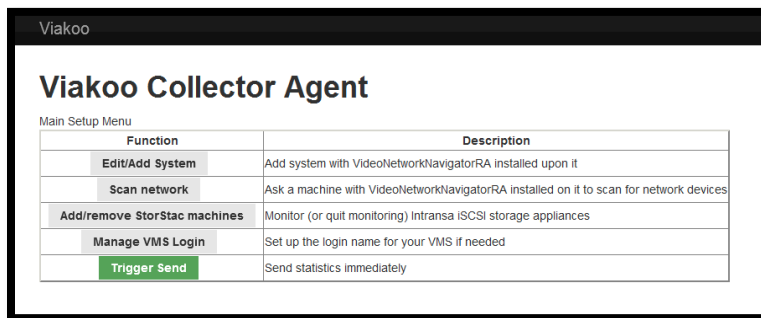 Viakoo
Viakoo Collector Agent
Main Setup Menu
Function Description
Edit/Add System Add system with VideoNetworkNavigatorRA installed upon it
Scan network Ask a machine with VideoNetworkNavigatorRA installed on it to scan for network devices
Add/remove StorStac machines Monitor (or quit monitoring) Intransa iSCSI storage appliances
Manage VMS Login Set up the login name for your VMS if needed
Trigger Send Send statistics immediately